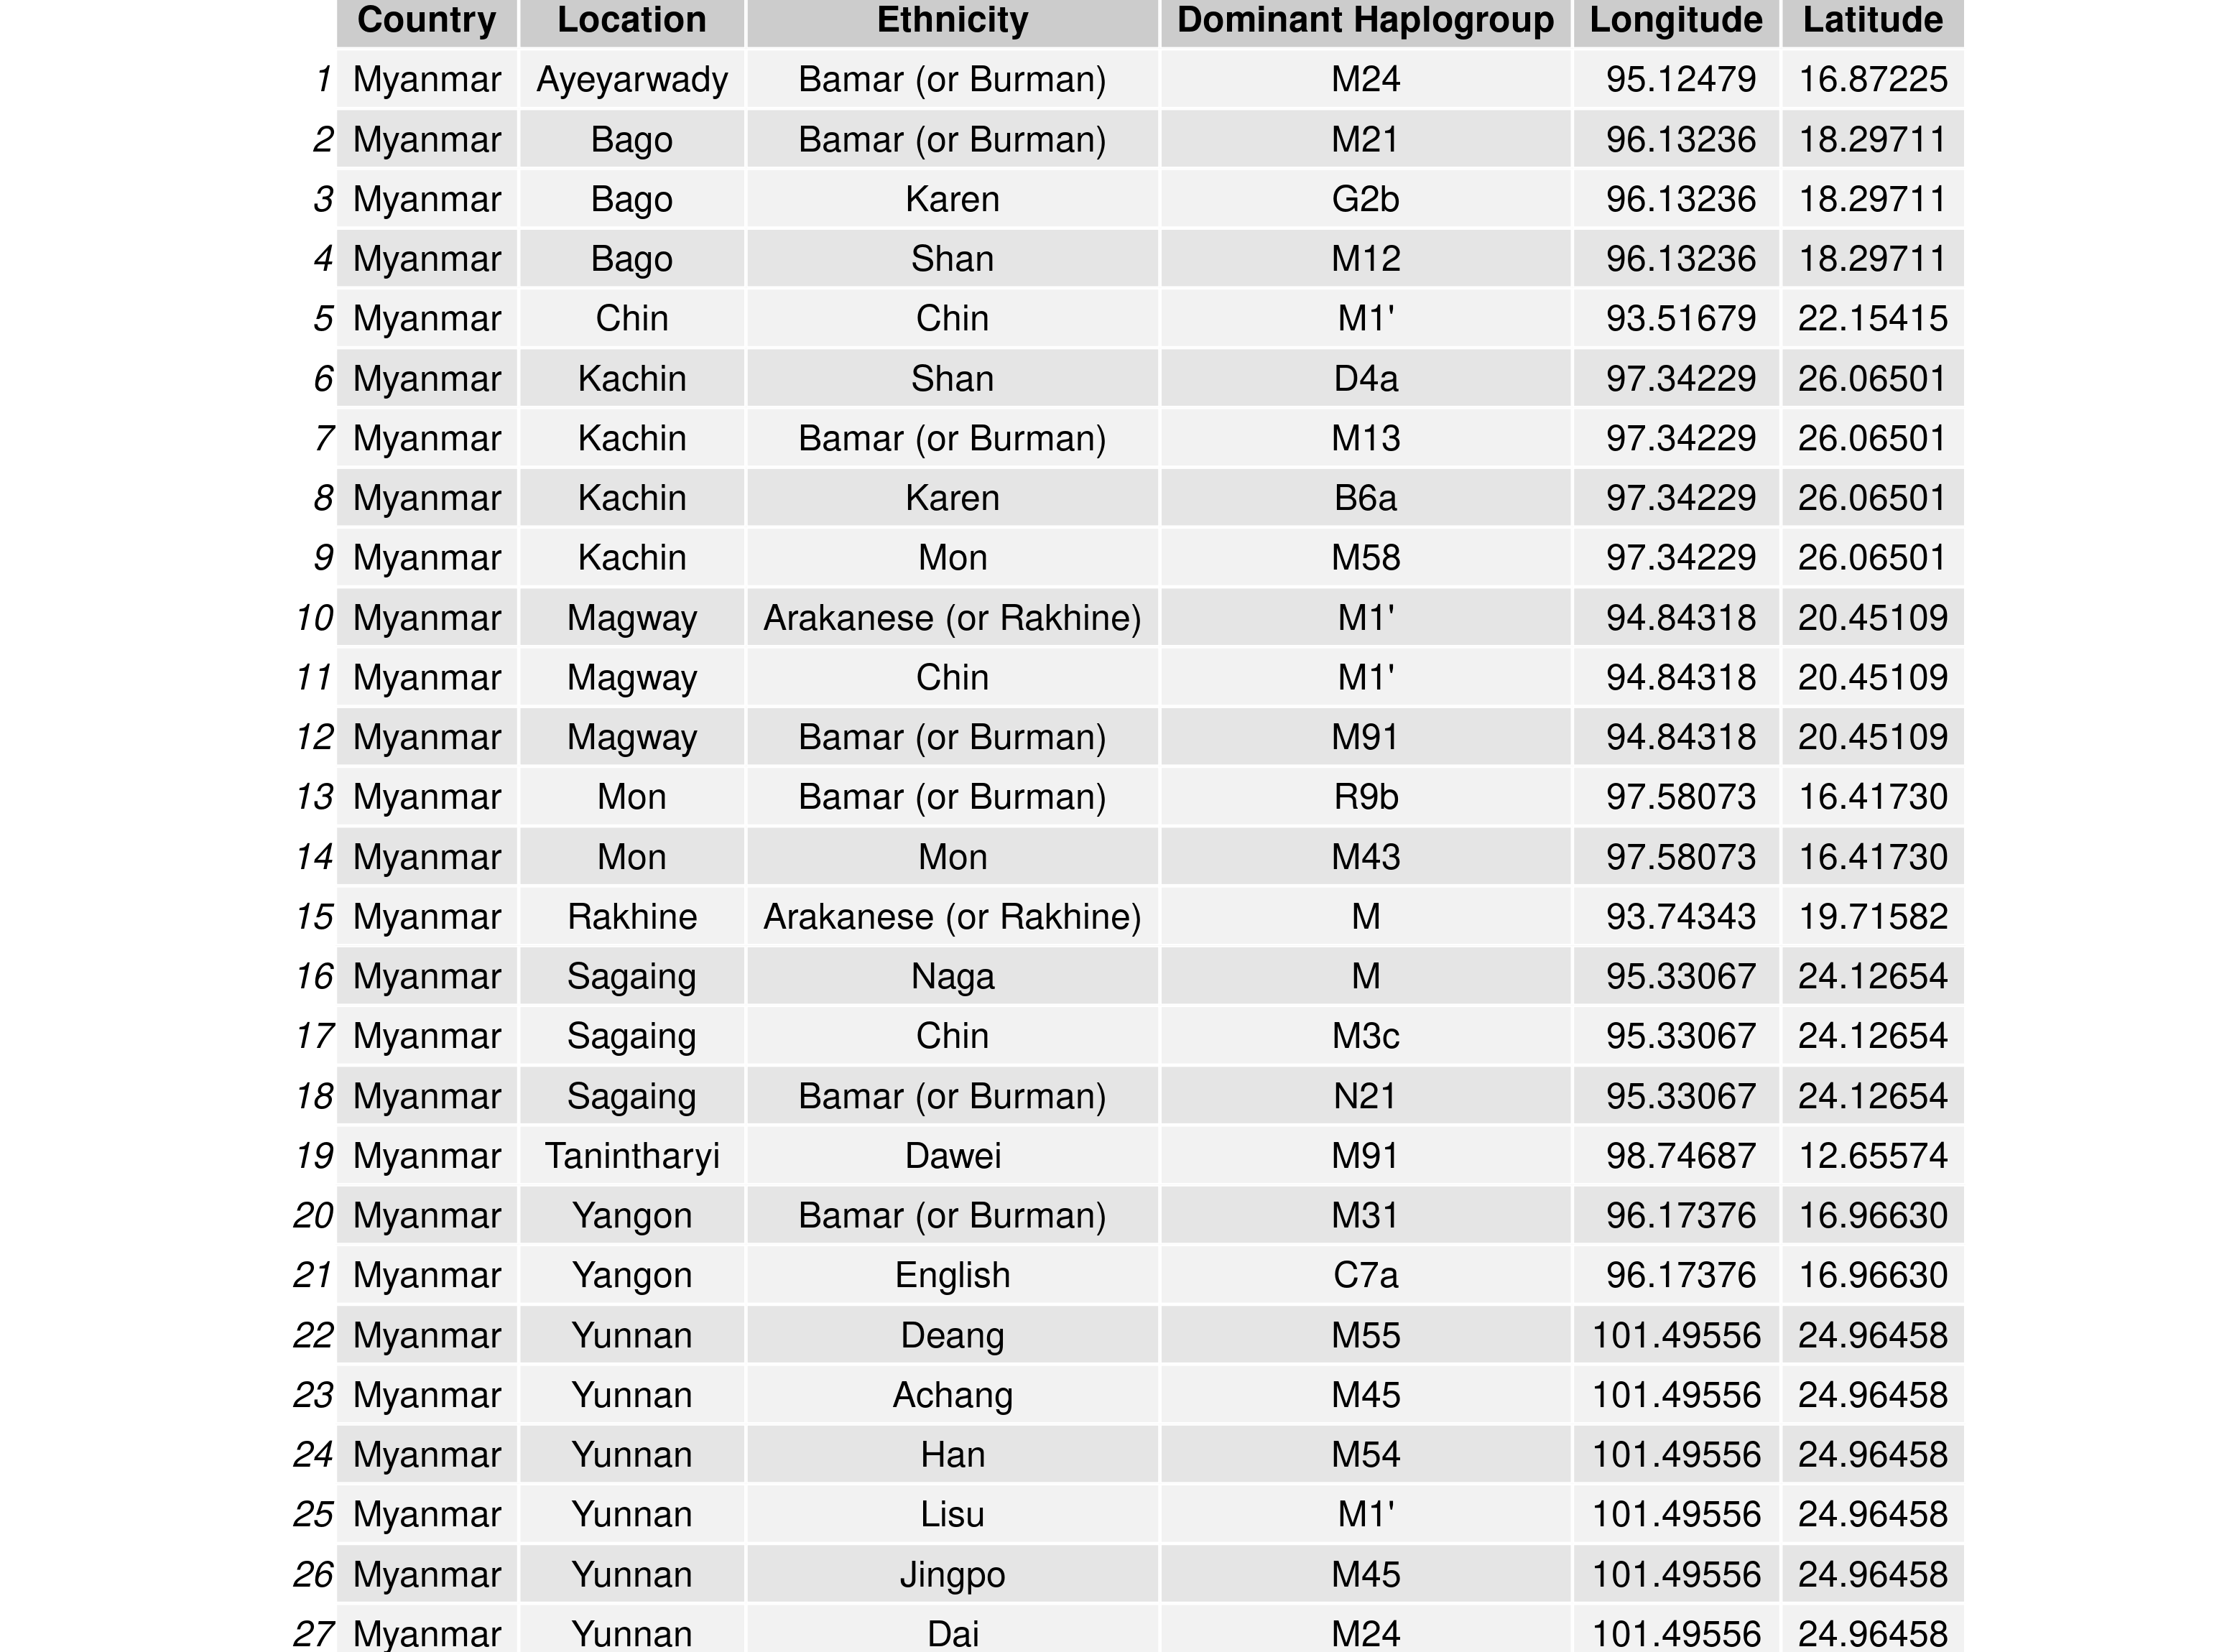 Country Location Ethnicity Dominant Haplogroup Longitude Latitude
1 Myanmar Ayeyarwady Bamar (or Burman) M24 95.12479 16.87225
2 Myanmar Bago Bamar (or Burman) M21 96.13236 18.29711
3 Myanmar Bago Karen G2b 96.13236 18.29711
4 Myanmar Bago Shan M12 96.13236 18.29711
5 Myanmar Chin Chin M1' 93.51679 22.15415
6 Myanmar Kachin Shan D4a 97.34229 26.06501
7 Myanmar Kachin Bamar (or Burman) M13 97.34229 26.06501
8 Myanmar Kachin Karen B6a 97.34229 26.06501
9 Myanmar Kachin Mon M58 97.34229 26.06501
10 Myanmar Magway Arakanese (or Rakhine) M1' 94.84318 20.45109
11 Myanmar Magway Chin M1' 94.84318 20.45109
12 Myanmar Magway Bamar (or Burman) M91 94.84318 20.45109
13 Myanmar Mon Bamar (or Burman) R9b 97.58073 16.41730
14 Myanmar Mon Mon M43 97.58073 16.41730
15 Myanmar Rakhine Arakanese (or Rakhine) M 93.74343 19.71582
16 Myanmar Sagaing Naga M 95.33067 24.12654
17 Myanmar Sagaing Chin M3c 95.33067 24.12654
18 Myanmar Sagaing Bamar (or Burman) N21 95.33067 24.12654
19 Myanmar Tanintharyi Dawei M91 98.74687 12.65574
20 Myanmar Yangon Bamar (or Burman) M31 96.17376 16.96630
21 Myanmar Yangon English C7a 96.17376 16.96630
22 Myanmar Yunnan Deang M55 101.49556 24.96458
23 Myanmar Yunnan Achang M45 101.49556 24.96458
24 Myanmar Yunnan Han M54 101.49556 24.96458
25 Myanmar Yunnan Lisu M1' 101.49556 24.96458
26 Myanmar Yunnan Jingpo M45 101.49556 24.96458
27 Myanmar Yunnan Dai M24 101.49556 24.96458